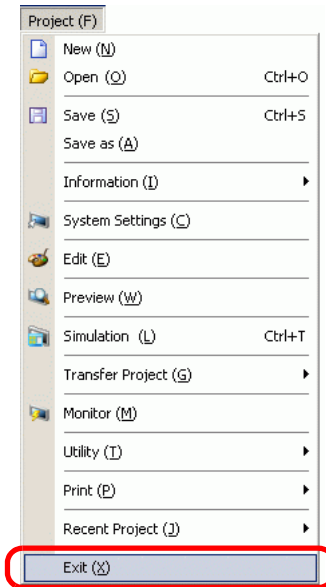 Project (F)
New (N)
Open (O) Ctrl+O
Save (S) Ctrl+S
Save as (A)
Information (I)
System Settings (C)
Edit (E)
Preview (W)
Simulation (L) Ctrl+T
Transfer Project (G)
Monitor (M)
Utility (T)
Print (P)
Recent Project (J)
Exit (X)